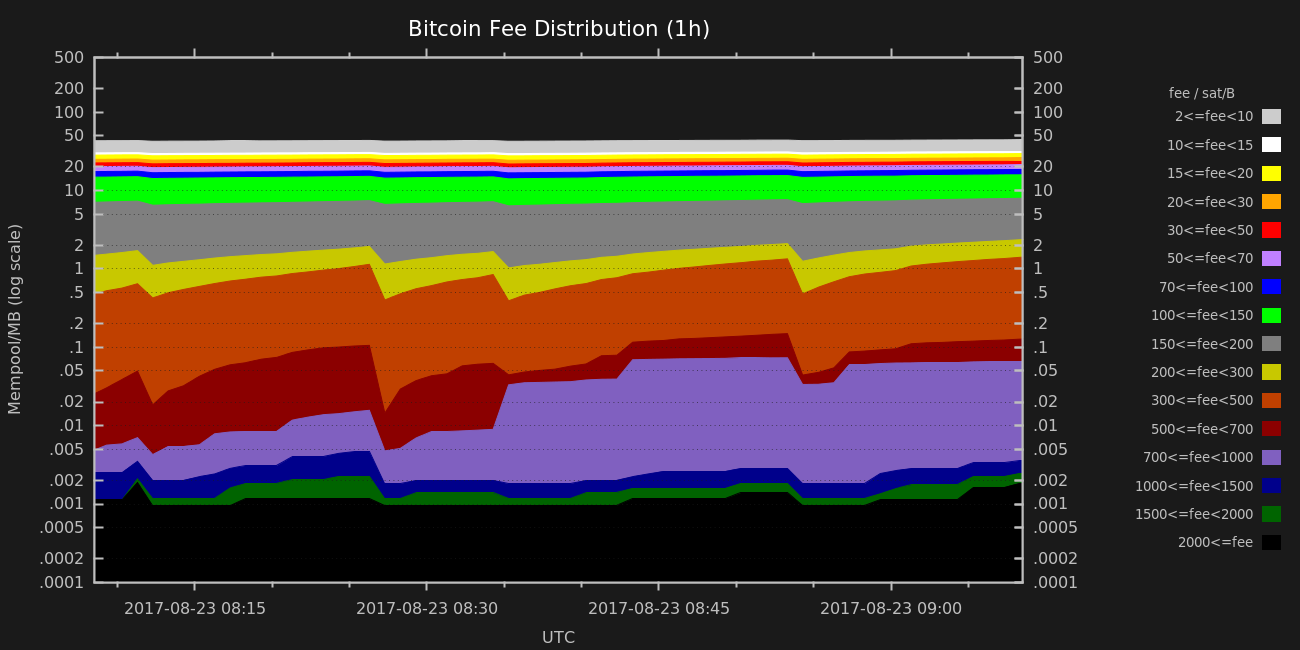 Bitcoin Fee Distribution (1h)
500
200
100
50
20
10
5
2
1
.5
.2
.1
.05
.02
.01
.005
.002
.001
.0005
.0002
.0001
Mempool/MB (log scale)
500
200
100
50
20
10
5
2
1
.5
.2
.1
.05
.02
.01
.005
.002
.001
.0005
.0002
.0001
2017-08-23 08:15
2017-08-23 08:30
2017-08-23 08:45
2017-08-23 09:00
UTC
fee / sat/B
2<=fee<10
10<=fee<15
15<=fee<20
20<=fee<30
30<=fee<50
50<=fee<70
70<=fee<100
100<=fee<150
150<=fee<200
200<=fee<300
300<=fee<500
500<=fee<700
700<=fee<1000
1000<=fee<1500
1500<=fee<2000
2000<=fee